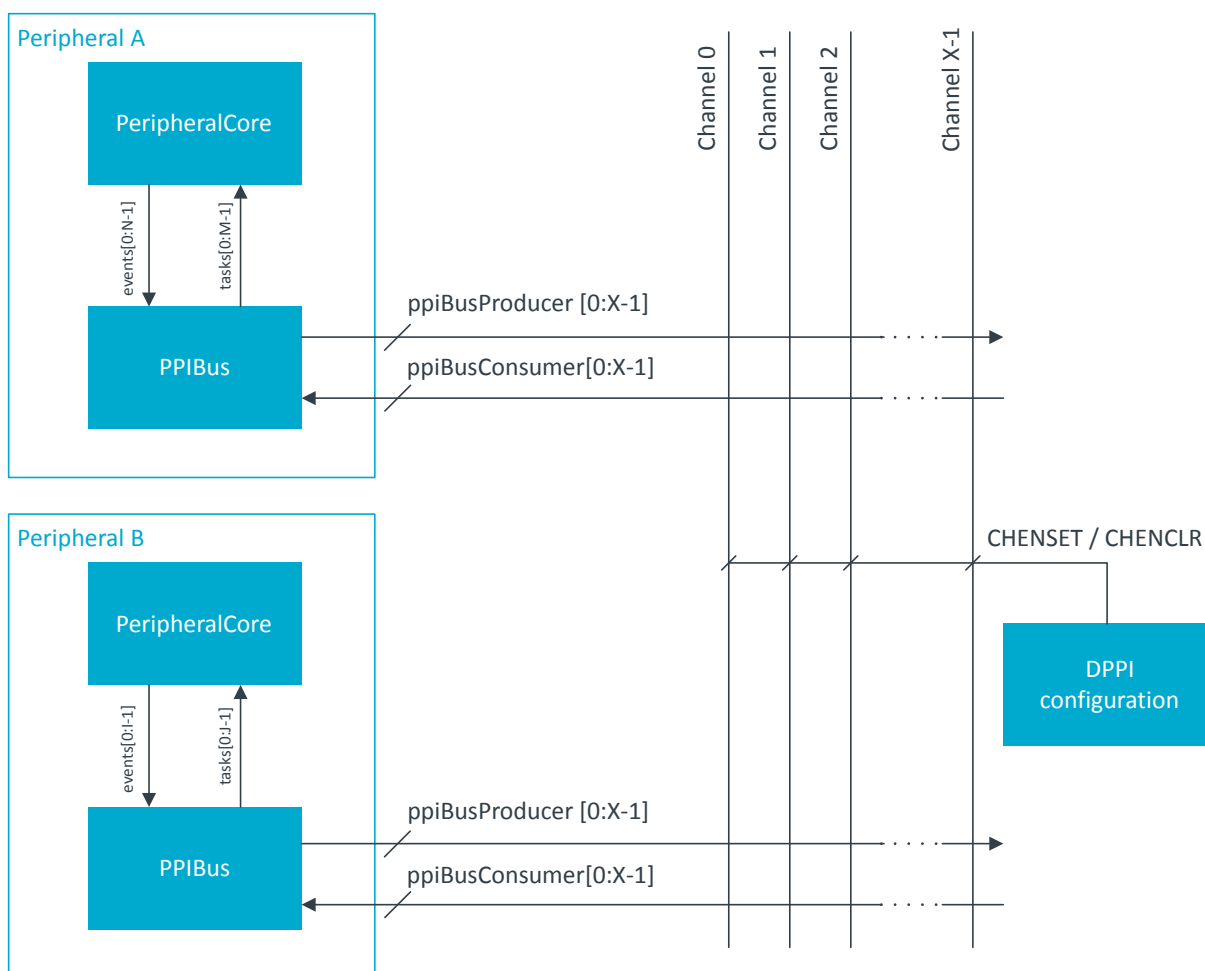 Peripheral A
Channel 0
Channel 1
Channel 2
Channel X-1
PeripheralCore
events[0:N-1]
tasks[0:M-1]
ppiBusProducer [0:X-1]
PPIBus
ppiBusConsumer[0:X-1]
Peripheral B
CHENSET / CHENCLR
PeripheralCore
DPPI
configuration
events[0:I-1]
tasks[0:J-1]
ppiBusProducer [0:X-1]
PPIBus
ppiBusConsumer[0:X-1]